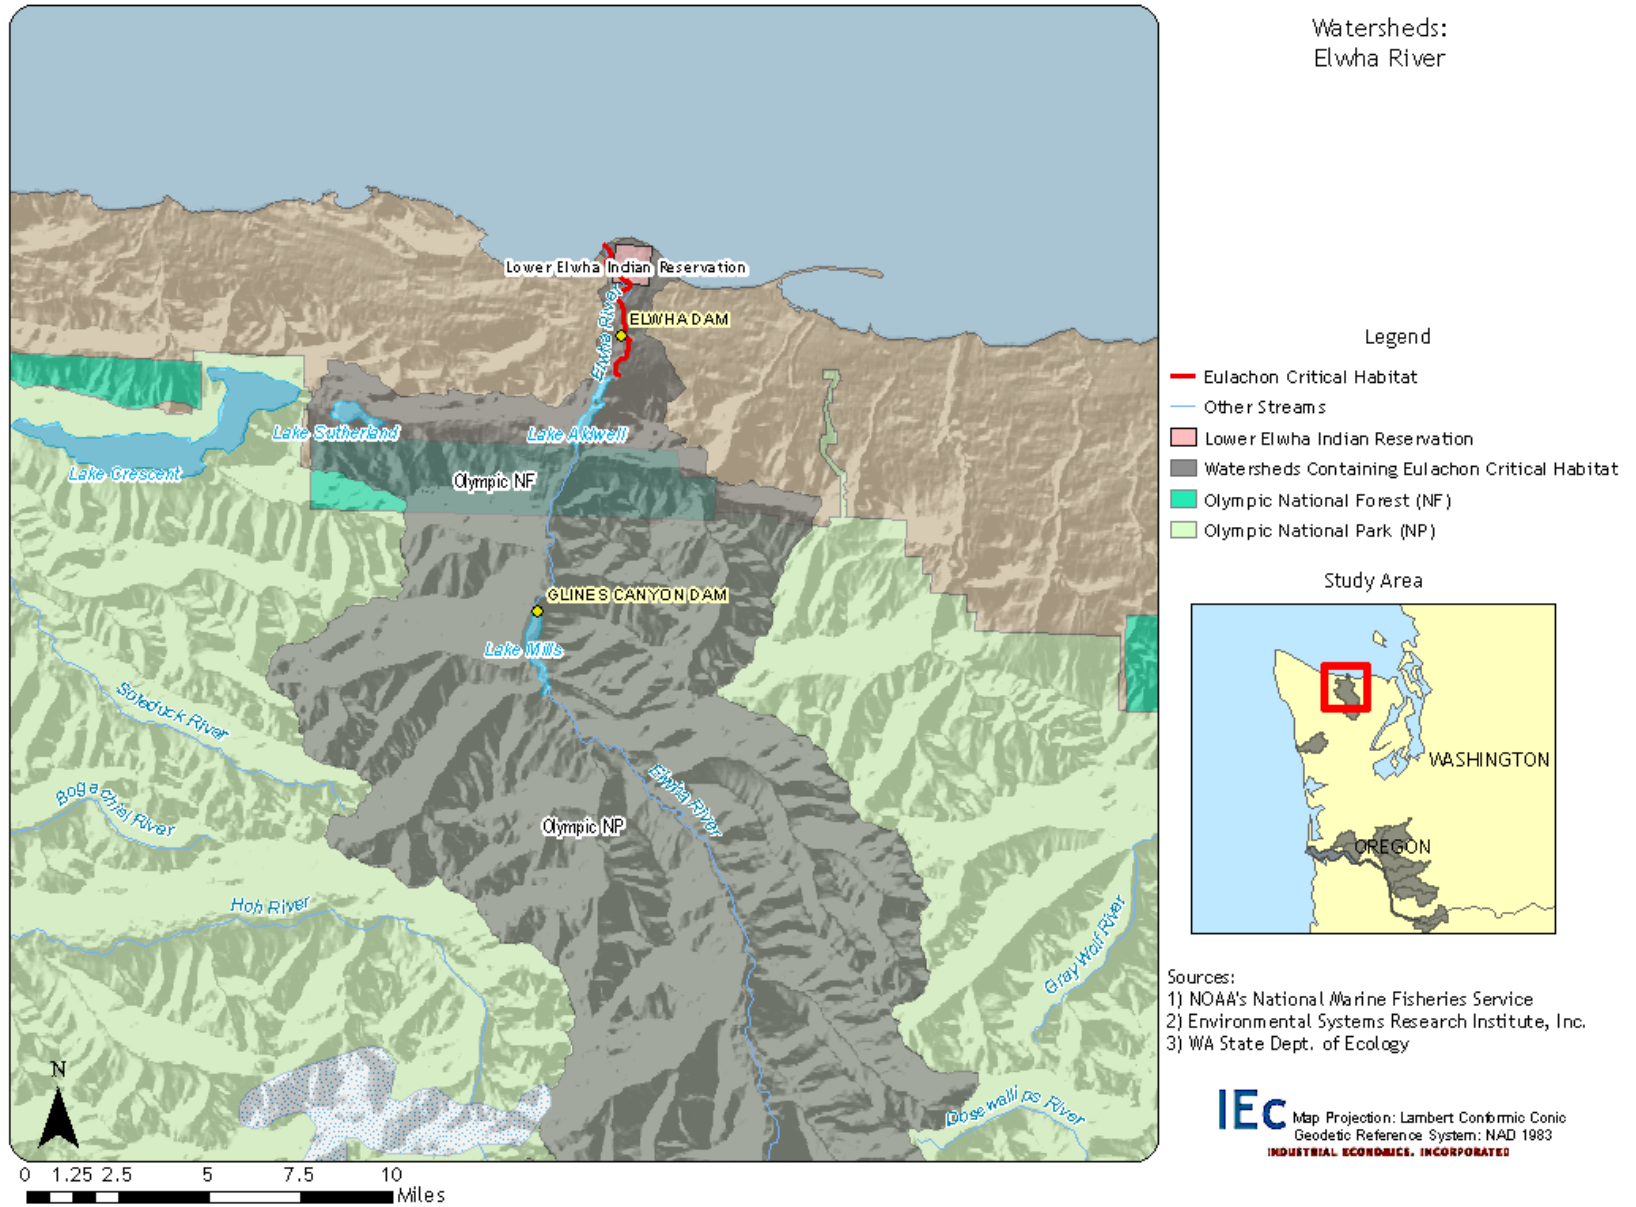 Watersheds:
Elwha River
Lower Elwha Indian Reservation
Elwha River
ELWHA DAM
Lake Sutherland
Lake Aldwell
Lake Crescent
Olympic NF
GLINES CANYON DAM
Lake Mills
Soleduck River
Elwha River
Bogachiel River
Olympic NP
Hoh River
Gray Wolf River
Dosewallips River
N
0 1.25 2.5 5 7.5 10
Miles
Legend
Eulachon Critical Habitat
Other Streams
Lower Elwha Indian Reservation
Watersheds Containing Eulachon Critical Habitat
Olympic National Forest (NF)
Olympic National Park (NP)
Study Area
WASHINGTON
OREGON
Sources:
1) NOAA's National Marine Fisheries Service
2) Environmental Systems Research Institute, Inc.
3) WA State Dept. of Ecology
IEc
Map Projection: Lambert Conformic Conic
Geodetic Reference System: NAD 1983
INDUSTRIAL ECONOMICS, INCORPORATED